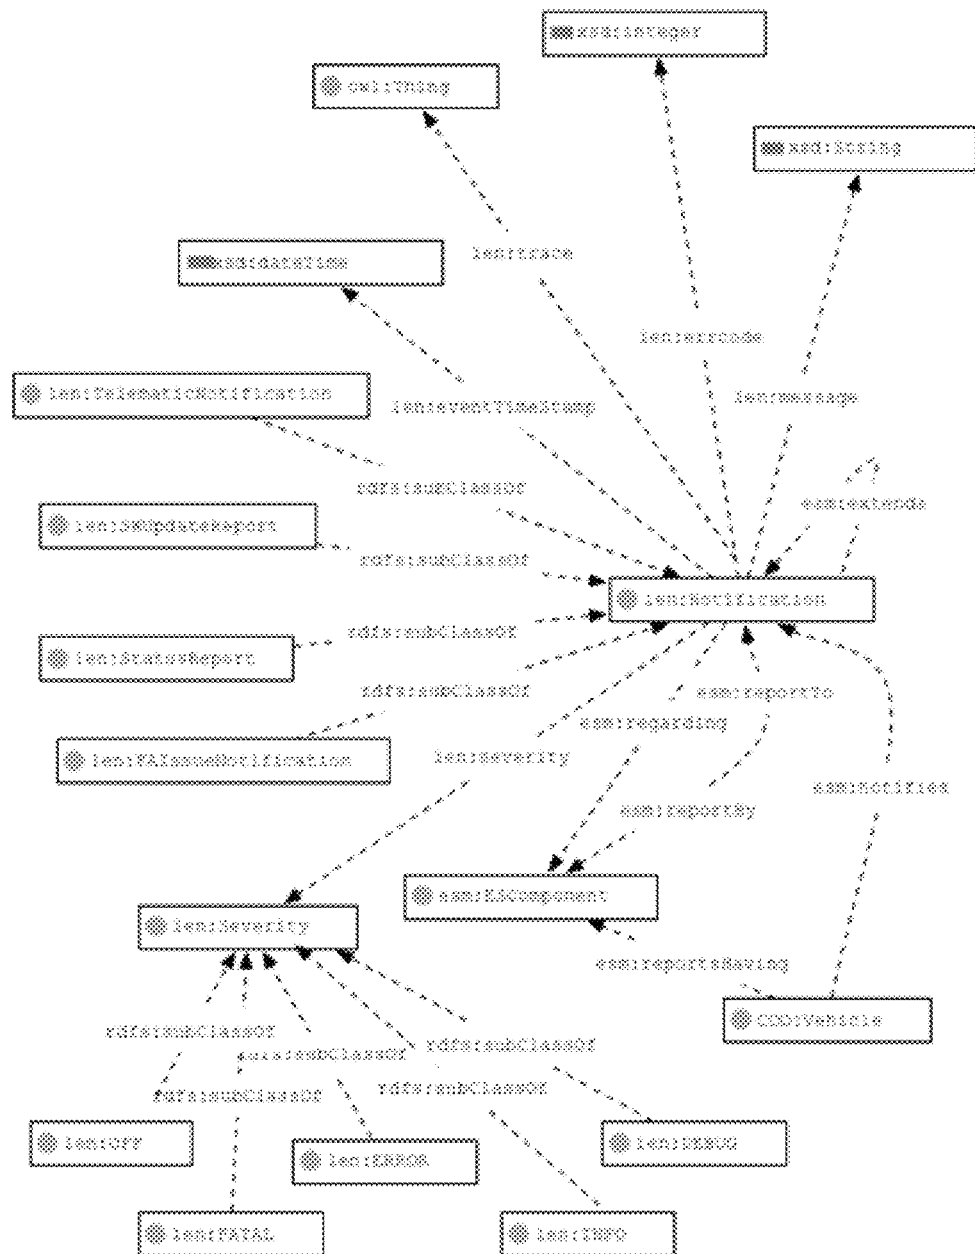 xsd:integer
owl:Thing
xsd:String
len:trace
xsd:dateTime
len:errcode
len:TelematicNotification
len:eventTimeStamp
len:message
rdfs:subClassOf
esm:extends
len:SWUpdateReport
rdfs:subClassOf
len:Notification
rdfs:subClassOf
len:StatusReport
rdfs:subClassOf
esm:reportTo
esm:regarding
len:FAIssueNotification
len:severity
esm:notifies
esm:reportBy
len:Severity
esm:ESComponent
esm:reportsHaving
CDO:Vehicle
rdfs:subClassOf
rdfs:subClassOf
rdfs:subClassOf
rdfs:subClassOf
rdfs:subClassOf
len:OFF
len:ERROR
len:DEBUG
len:FATAL
len:INFO